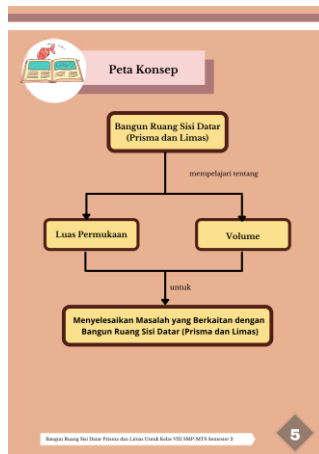 Peta Konsep
Bangun Ruang Sisi Datar
(Prisma dan Limas)
mempelajari tentang
Luas Permukaan
Volume
untuk
Menyelesaikan Masalah yang Berkaitan dengan
Bangun Ruang Sisi Datar (Prisma dan Limas)
Bangun Ruang Sisi Datar Prisma dan Limas Untuk Kelas VIII SMP/MTS Semester 2
5